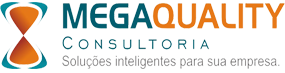 MEGAQUALITY
CONSULTORIA
Soluções inteligentes para sua empresa.